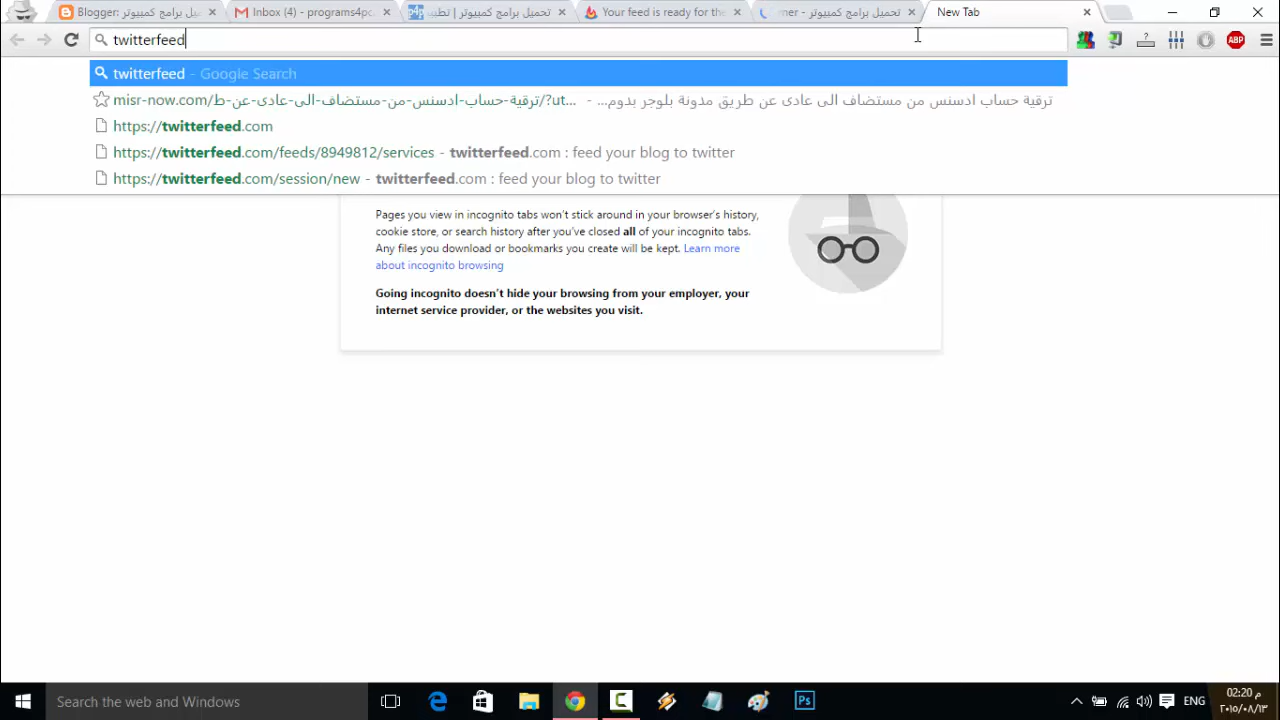 Blogger: تحميل برامج كمبيوتر
Inbox (4) - programs4pc
تحميل برامج كمبيوتر | تطبيق
Your feed is ready for the
تحميل برامج كمبيوتر - mer
New Tab
twitterfeed
ABP
twitterfeed - Google Search
misr-now.com/ترقية-حساب-ادسنس-من-مستضاف-الى-عادى-عن-ط/?ut... - ترقية حساب ادسنس من مستضاف الى عادى عن طريق مدونة بلوجر بدوم...
https://twitterfeed.com
https://twitterfeed.com/feeds/8949812/services - twitterfeed.com : feed your blog to twitter
https://twitterfeed.com/session/new - twitterfeed.com : feed your blog to twitter
Pages you view in incognito tabs won't stick around in your browser's history,
cookie store, or search history after you've closed all of your incognito tabs.
Any files you download or bookmarks you create will be kept. Learn more
about incognito browsing
Going incognito doesn't hide your browsing from your employer, your
internet service provider, or the websites you visit.
Search the web and Windows
Ps
ENG
02:20 م
٢٠١٥/٠٨/١٣